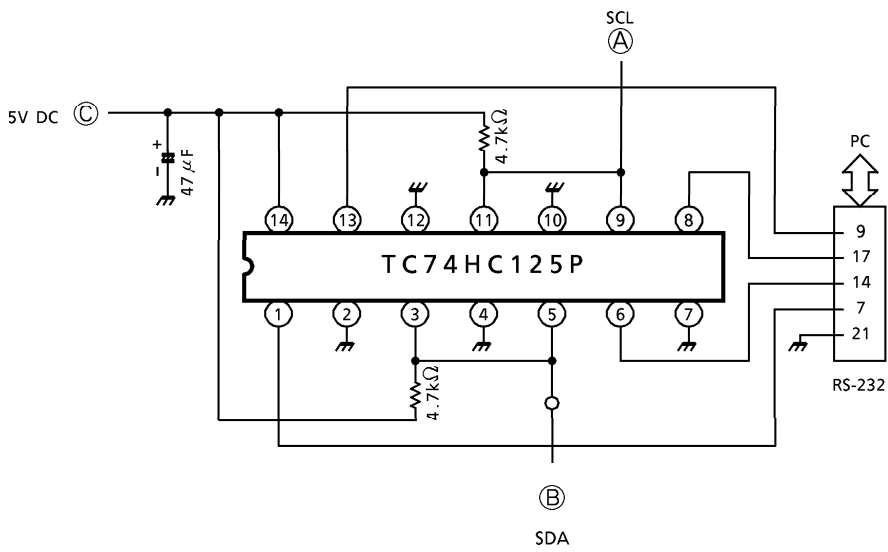 SCL
A
5V DC C
4.7kΩ
+
-
47μF
PC
14 13 12 11 10 9 8
9
TC74HC125P
17
14
1 2 3 4 5 6 7
7
21
4.7kΩ
RS-232
B
SDA